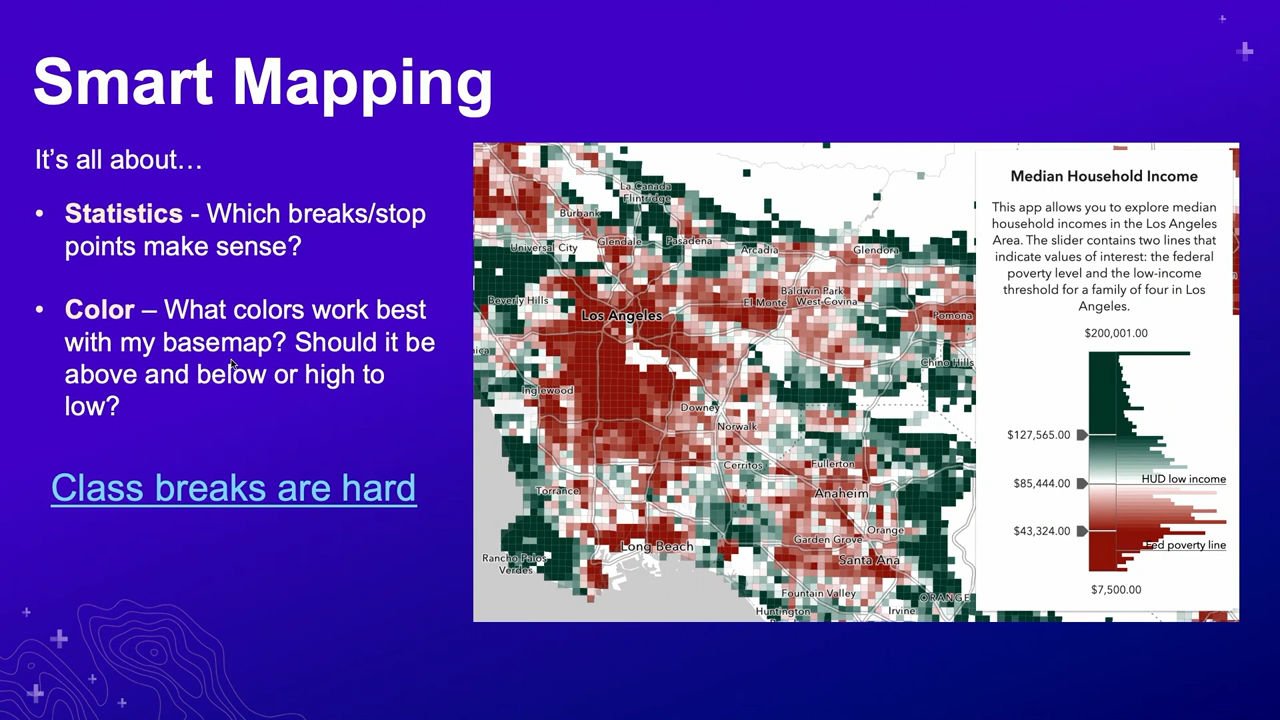 Smart Mapping
It's all about…
• Statistics - Which breaks/stop
points make sense?
• Color – What colors work best
with my basemap? Should it be
above and below or high to
low?
Class breaks are hard
La Canada
Flintridge
Burbank
Universal City
Glendale
Pasadena
Arcadia
Glendora
Beverly Hills
Los Angeles
El Monte
Baldwin Park
West Covina
Pomona
Chino Hills
Inglewood
Downey
Norwalk
Cerritos
Fullerton
Torrance
Anaheim
Orange
Garden Grove
Long Beach
Santa Ana
Rancho Palos
Verdes
Fountain Valley
ORANGE
Huntington
Irvine
Median Household Income
This app allows you to explore median
household incomes in the Los Angeles
Area. The slider contains two lines that
indicate values of interest: the federal
poverty level and the low-income
threshold for a family of four in Los
Angeles.
$200,001.00
$127,565.00
HUD low income
$85,444.00
$43,324.00
Fed poverty line
$7,500.00